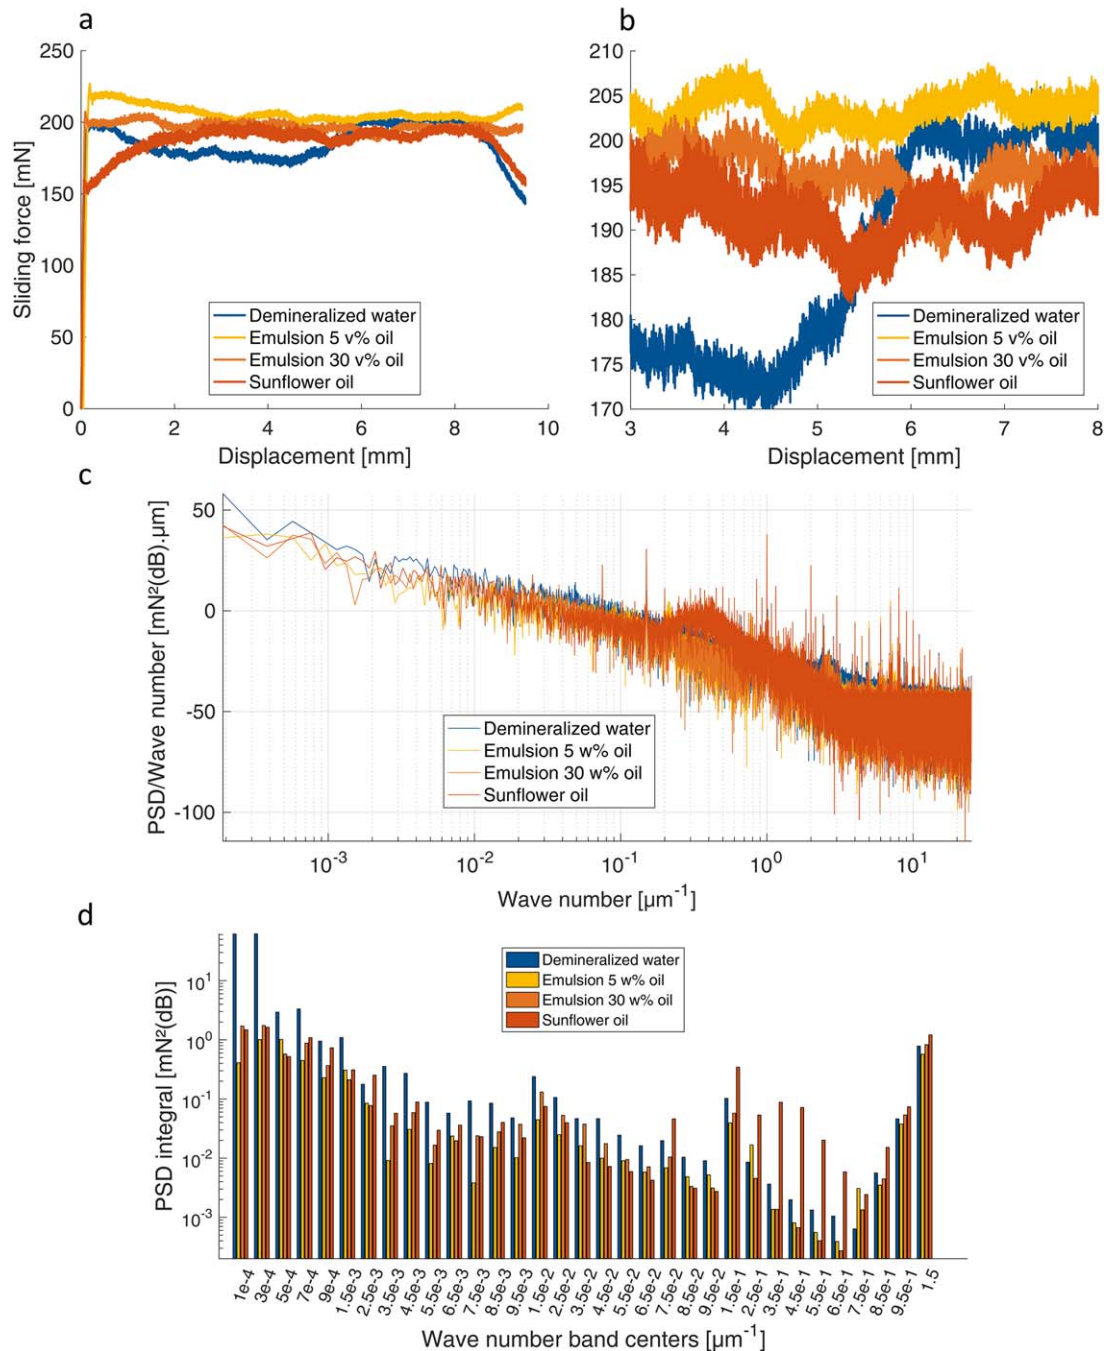 a
250
200
150
100
50
0
Sliding force [mN]
Demineralized water
Emulsion 5 v% oil
Emulsion 30 v% oil
Sunflower oil
0 2 4 6 8 10
Displacement [mm]
b
210
205
200
195
190
185
180
175
170
Demineralized water
Emulsion 5 v% oil
Emulsion 30 v% oil
Sunflower oil
3 4 5 6 7 8
Displacement [mm]
c
50
0
-50
-100
PSD/Wave number [mN²(dB).µm]
Demineralized water
Emulsion 5 w% oil
Emulsion 30 w% oil
Sunflower oil
10⁻³ 10⁻² 10⁻¹ 10⁰ 10¹
Wave number [µm⁻¹]
d
10¹
10⁰
10⁻¹
10⁻²
10⁻³
PSD integral [mN²(dB)]
Demineralized water
Emulsion 5 w% oil
Emulsion 30 w% oil
Sunflower oil
1e-4 3e-4 5e-4 7e-4 9e-4 1.5e-3 2.5e-3 3.5e-3 4.5e-3 5.5e-3 6.5e-3 7.5e-3 8.5e-3 9.5e-3 1.5e-2 2.5e-2 3.5e-2 4.5e-2 5.5e-2 6.5e-2 7.5e-2 8.5e-2 9.5e-2 1.5e-1 2.5e-1 3.5e-1 4.5e-1 5.5e-1 6.5e-1 7.5e-1 8.5e-1 9.5e-1 1.5
Wave number band centers [µm⁻¹]